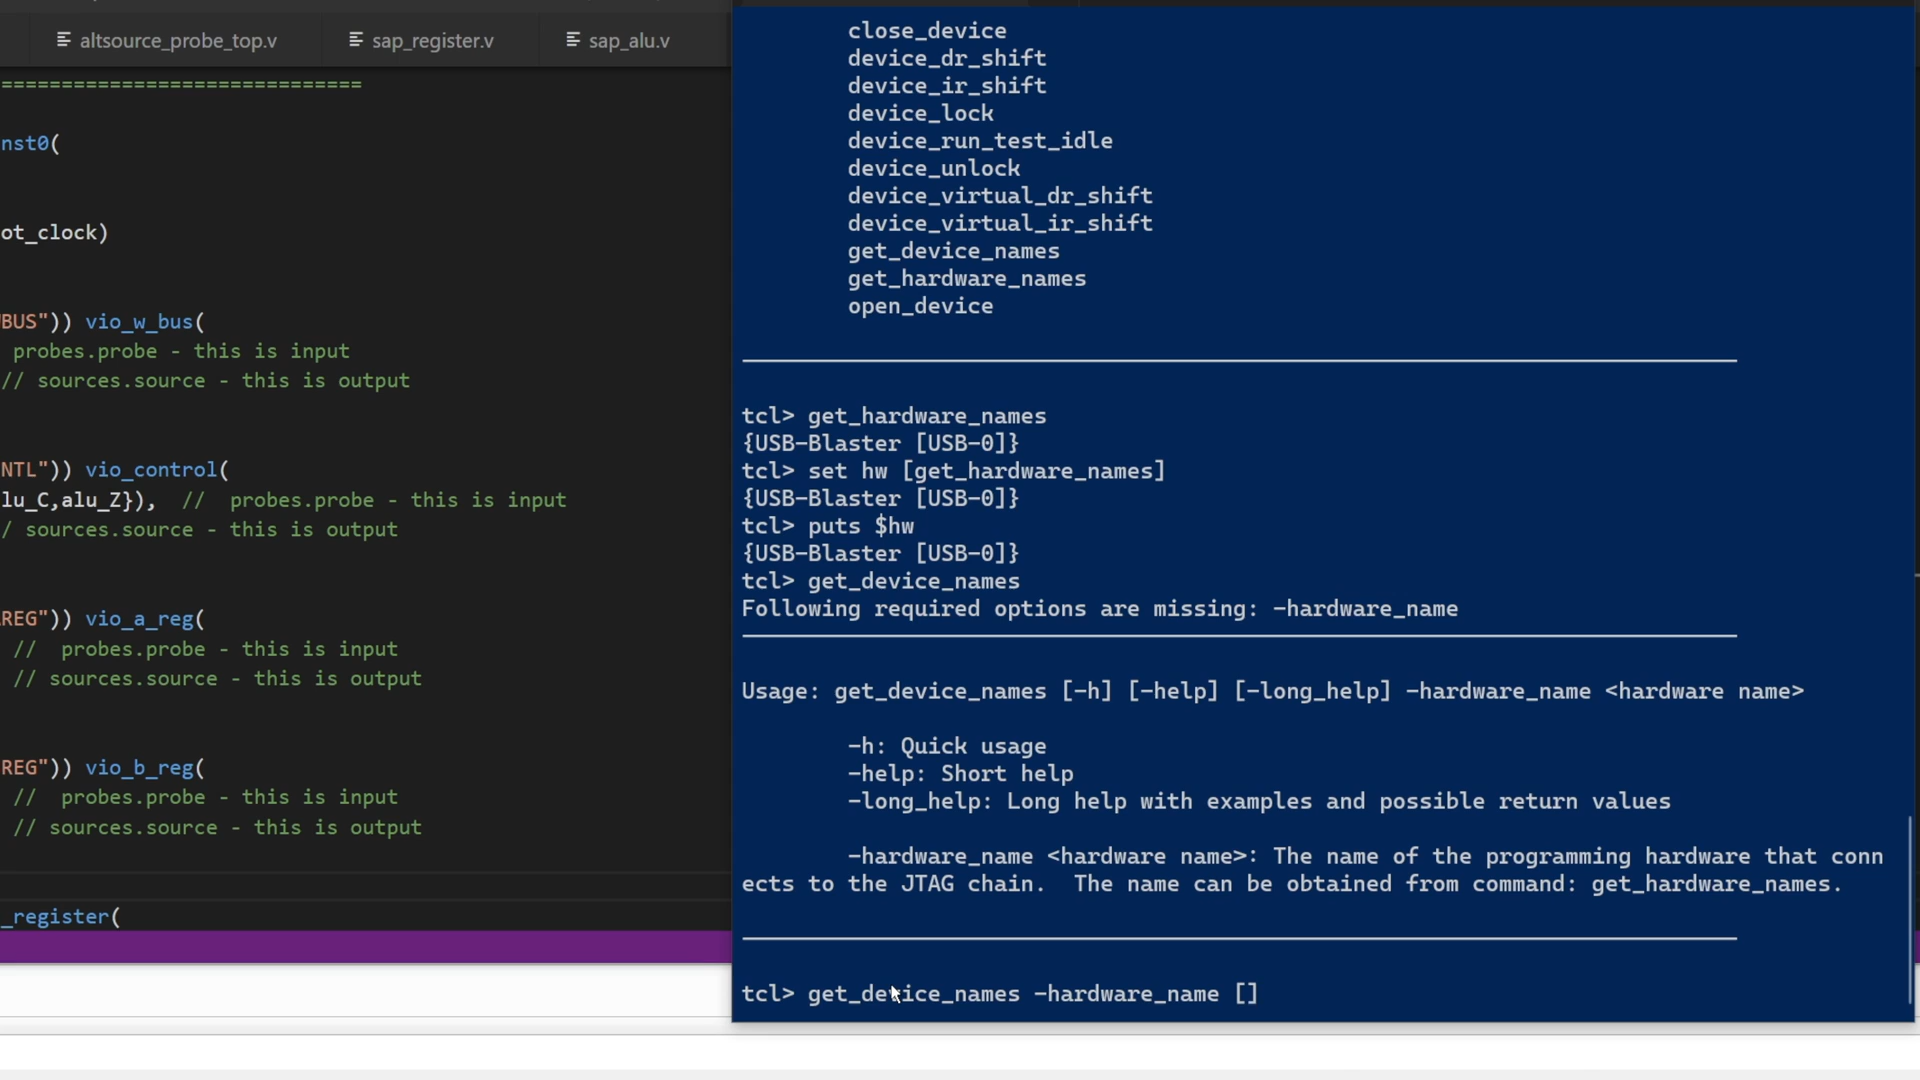 altsource_probe_top.v
sap_register.v
sap_alu.v
==============================
nst0(
ot_clock)
BUS")) vio_w_bus(
probes.probe - this is input
// sources.source - this is output
NTL")) vio_control(
lu_C,alu_Z}), // probes.probe - this is input
/ sources.source - this is output
REG")) vio_a_reg(
// probes.probe - this is input
// sources.source - this is output
REG")) vio_b_reg(
// probes.probe - this is input
// sources.source - this is output
_register(
close_device
device_dr_shift
device_ir_shift
device_lock
device_run_test_idle
device_unlock
device_virtual_dr_shift
device_virtual_ir_shift
get_device_names
get_hardware_names
open_device
tcl> get_hardware_names
{USB-Blaster [USB-0]}
tcl> set hw [get_hardware_names]
{USB-Blaster [USB-0]}
tcl> puts $hw
{USB-Blaster [USB-0]}
tcl> get_device_names
Following required options are missing: -hardware_name
Usage: get_device_names [-h] [-help] [-long_help] -hardware_name <hardware name>
-h: Quick usage
-help: Short help
-long_help: Long help with examples and possible return values
-hardware_name <hardware name>: The name of the programming hardware that conn
ects to the JTAG chain.  The name can be obtained from command: get_hardware_names.
tcl> get_device_names -hardware_name []